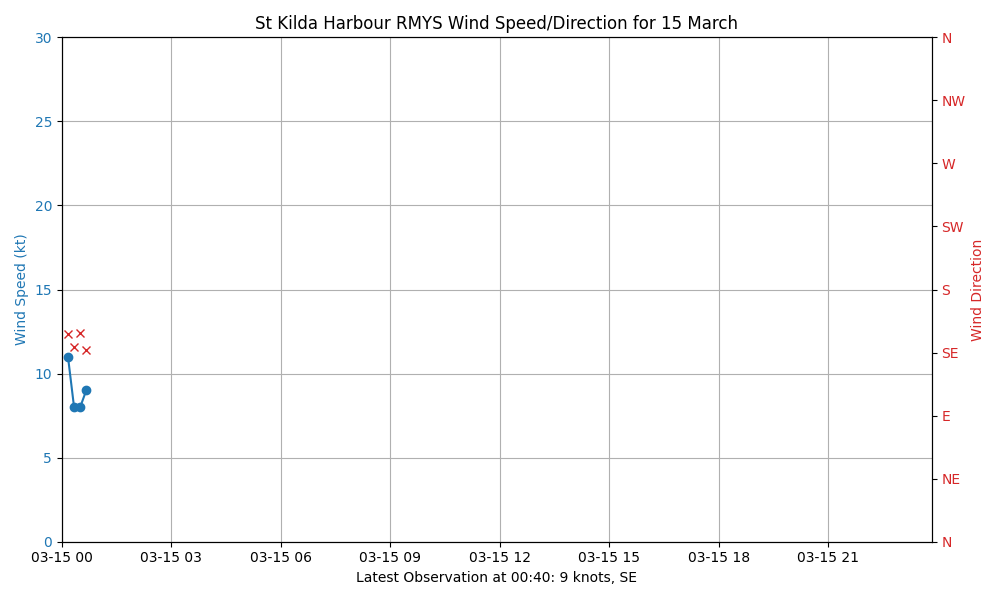 St Kilda Harbour RMYS Wind Speed/Direction for 15 March
Wind Speed (kt)
30
25
20
15
10
5
0
N
NW
W
SW
S
SE
E
NE
N
Wind Direction
03-15 00 03-15 03 03-15 06 03-15 09 03-15 12 03-15 15 03-15 18 03-15 21
Latest Observation at 00:40: 9 knots, SE